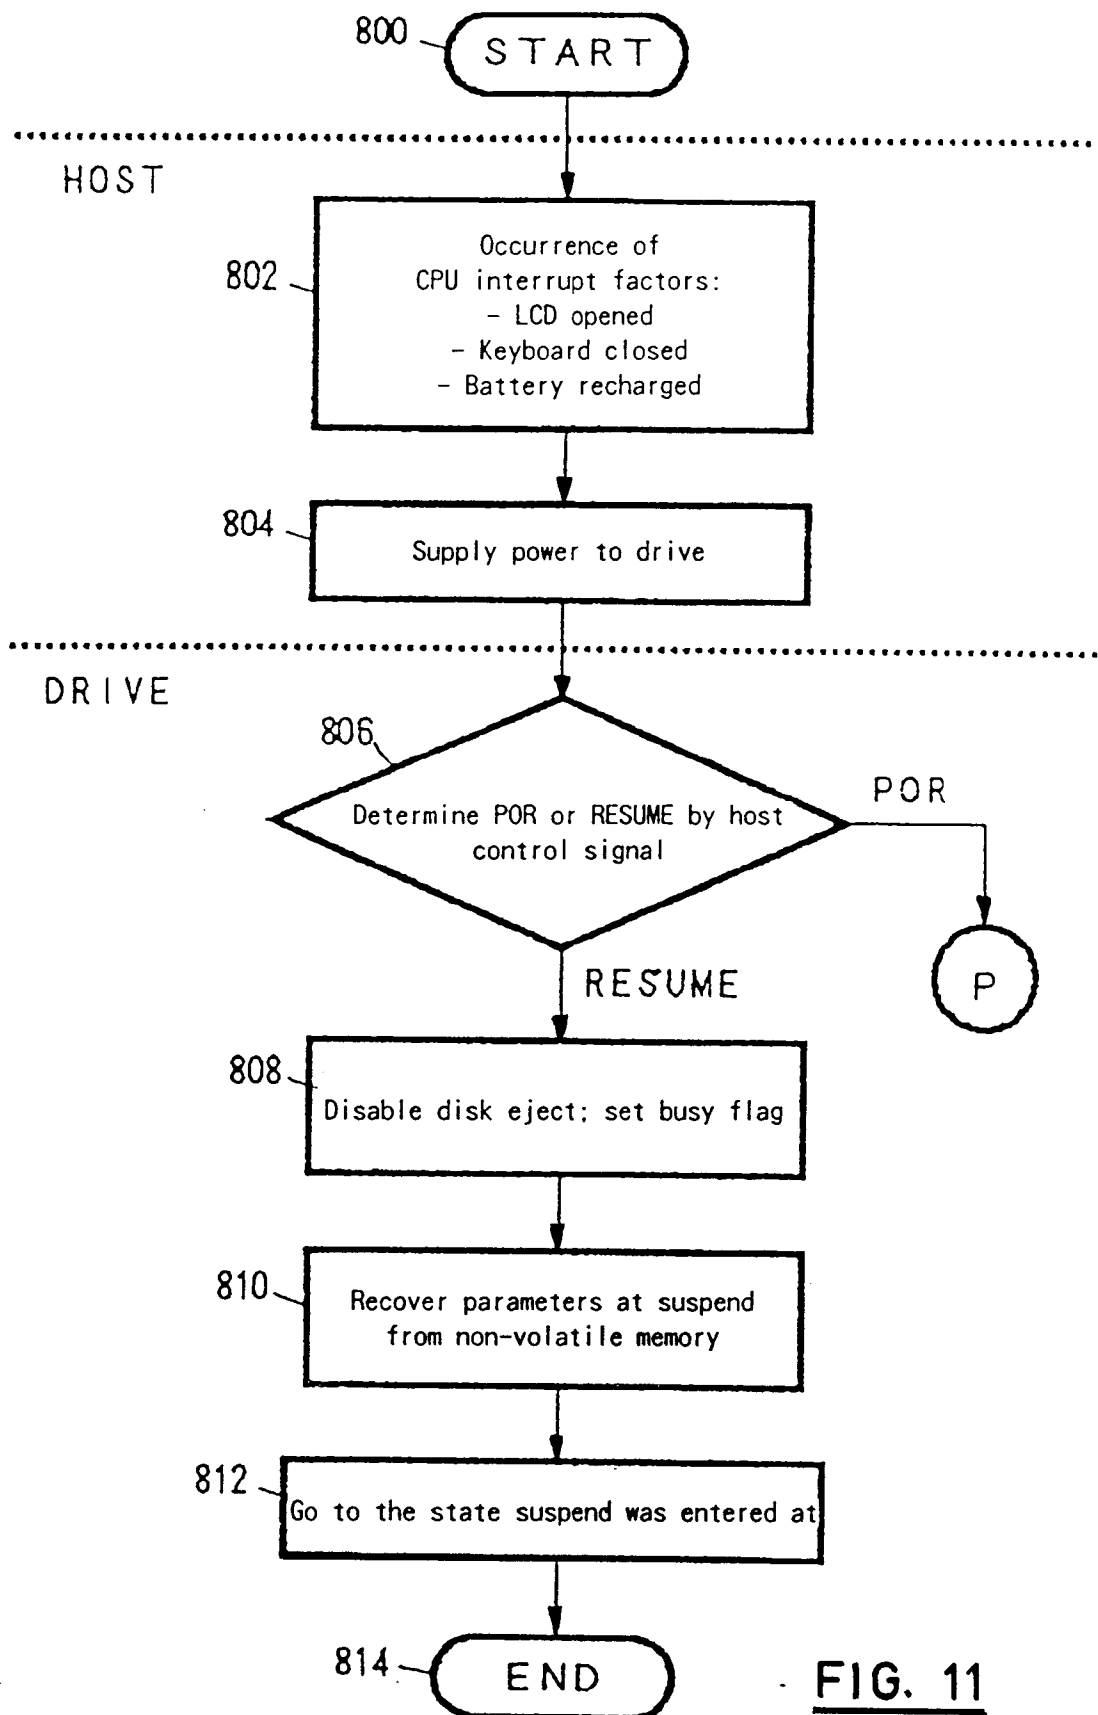 800
START
HOST
802
Occurrence of
CPU interrupt factors:
- LCD opened
- Keyboard closed
- Battery recharged
804
Supply power to drive
DRIVE
806
Determine POR or RESUME by host
control signal
POR
P
RESUME
808
Disable disk eject; set busy flag
810
Recover parameters at suspend
from non-volatile memory
812
Go to the state suspend was entered at
814
END
FIG. 11